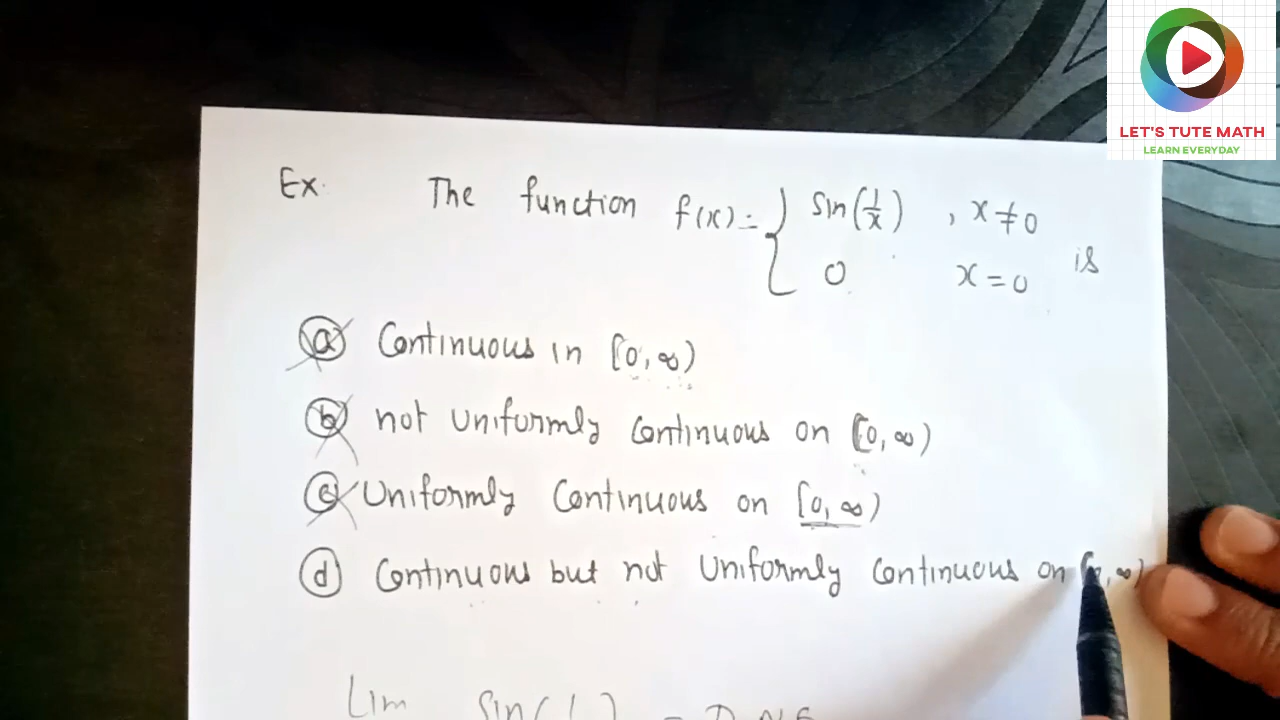 LET'S TUTE MATH
LEARN EVERYDAY
Ex. The function f(x) = { sin(1/x) , x ≠ 0
0 x = 0 is
(a) Continuous in [0, ∞)
(b) not uniformly continuous on [0, ∞)
(c) Uniformly Continuous on [0, ∞)
(d) Continuous but not Uniformly Continuous on
Lim Sin(